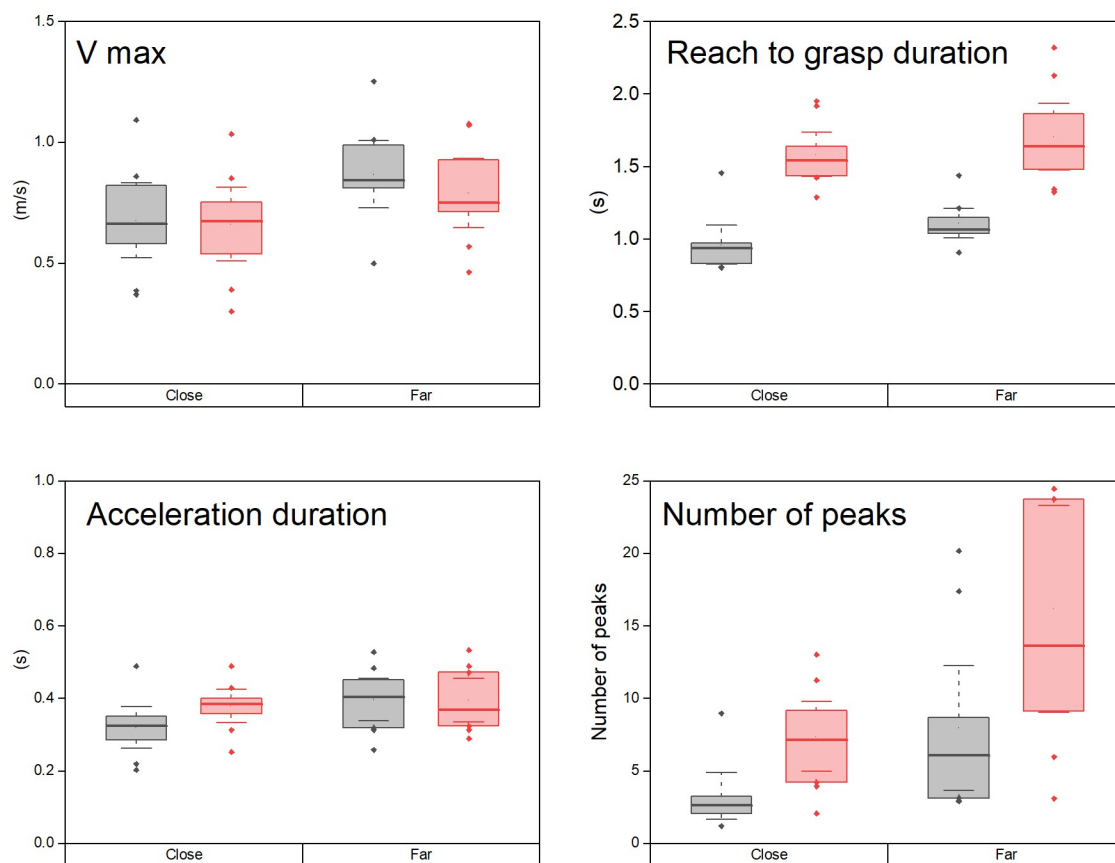 V max
1.5
1.0
0.5
0.0
(m/s)
Close Far
Reach to grasp duration
2.5
2.0
1.5
1.0
0.5
0.0
(s)
Close Far
Acceleration duration
1.0
0.8
0.6
0.4
0.2
0.0
(s)
Close Far
Number of peaks
25
20
15
10
5
0
Number of peaks
Close Far